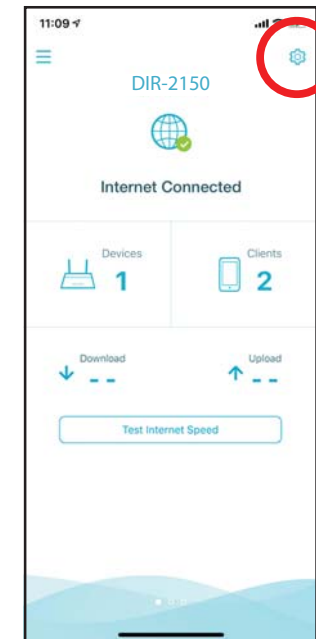 11:09
DIR-2150
Internet Connected
Devices
1
Clients
2
Download
- -
Upload
- -
Test Internet Speed